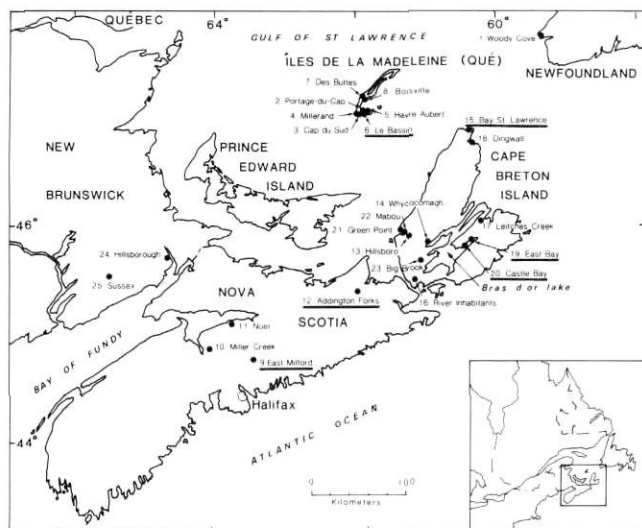 64°
60°
QUÉBEC
GULF OF ST LAWRENCE
1 Woody Cove
ÎLES DE LA MADELEINE (QUÉ)
NEWFOUNDLAND
7 Des Buttes
8 Boisville
2 Portage-du-Cap
4 Millerand
5 Havre Aubert
3 Cap du Sud
6 Le Bassin
15 Bay St Lawrence
18 Dingwall
NEW
BRUNSWICK
PRINCE
EDWARD
ISLAND
CAPE
BRETON
ISLAND
14 Whycocomagh
22 Mabou
17 Leitches Creek
46°
21 Green Point
13 Hillsboro
24 Hillsborough
19 East Bay
23 Big Brook
25 Sussex
20 Castle Bay
NOVA
SCOTIA
Bras d'or lake
12 Addington Forks
16 River Inhabitants
11 Noel
10 Miller Creek
9 East Milford
BAY OF FUNDY
Halifax
44°
ATLANTIC OCEAN
0
100
Kilometers